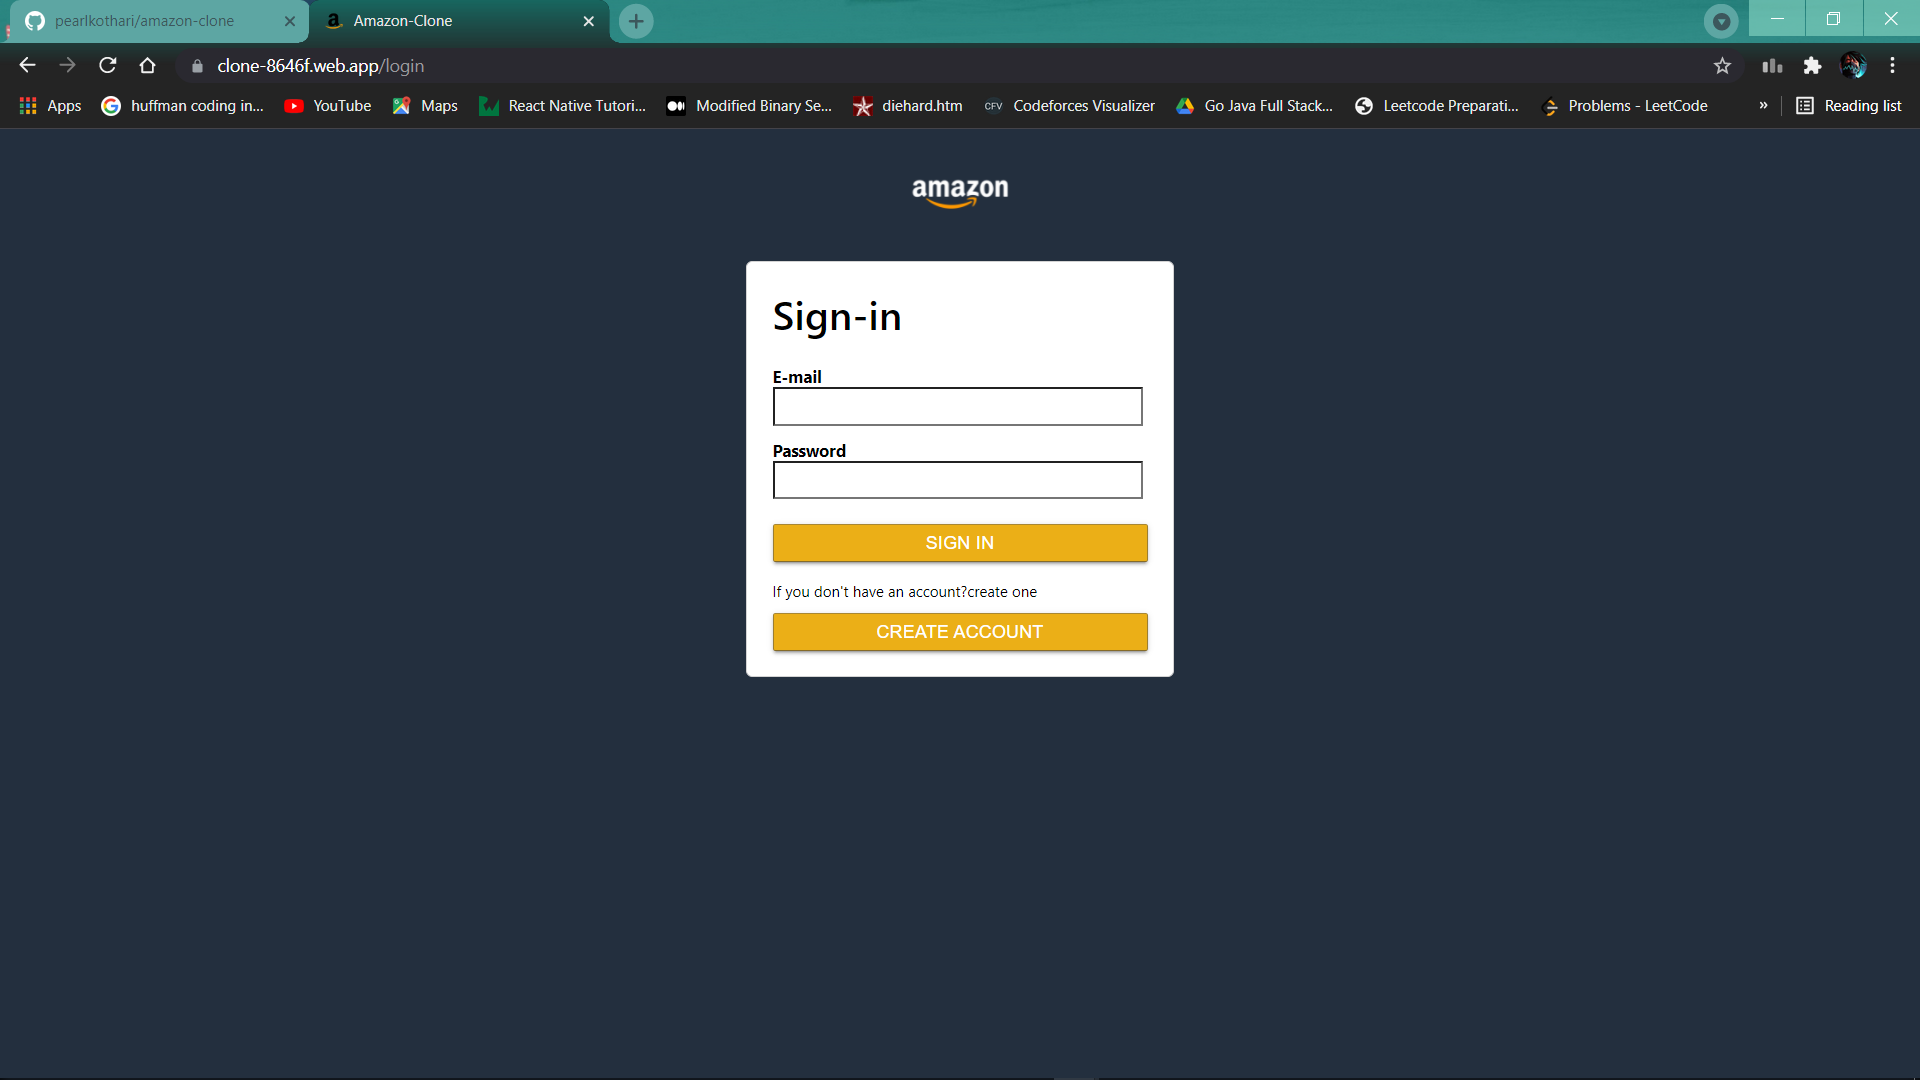 pearlkothari/amazon-clone
Amazon-Clone
clone-8646f.web.app/login
Apps
huffman coding in...
YouTube
Maps
React Native Tutori...
Modified Binary Se...
diehard.htm
CFV
Codeforces Visualizer
Go Java Full Stack...
Leetcode Preparati...
Problems - LeetCode
»
Reading list
amazon
Sign-in
E-mail
Password
SIGN IN
If you don't have an account?create one
CREATE ACCOUNT